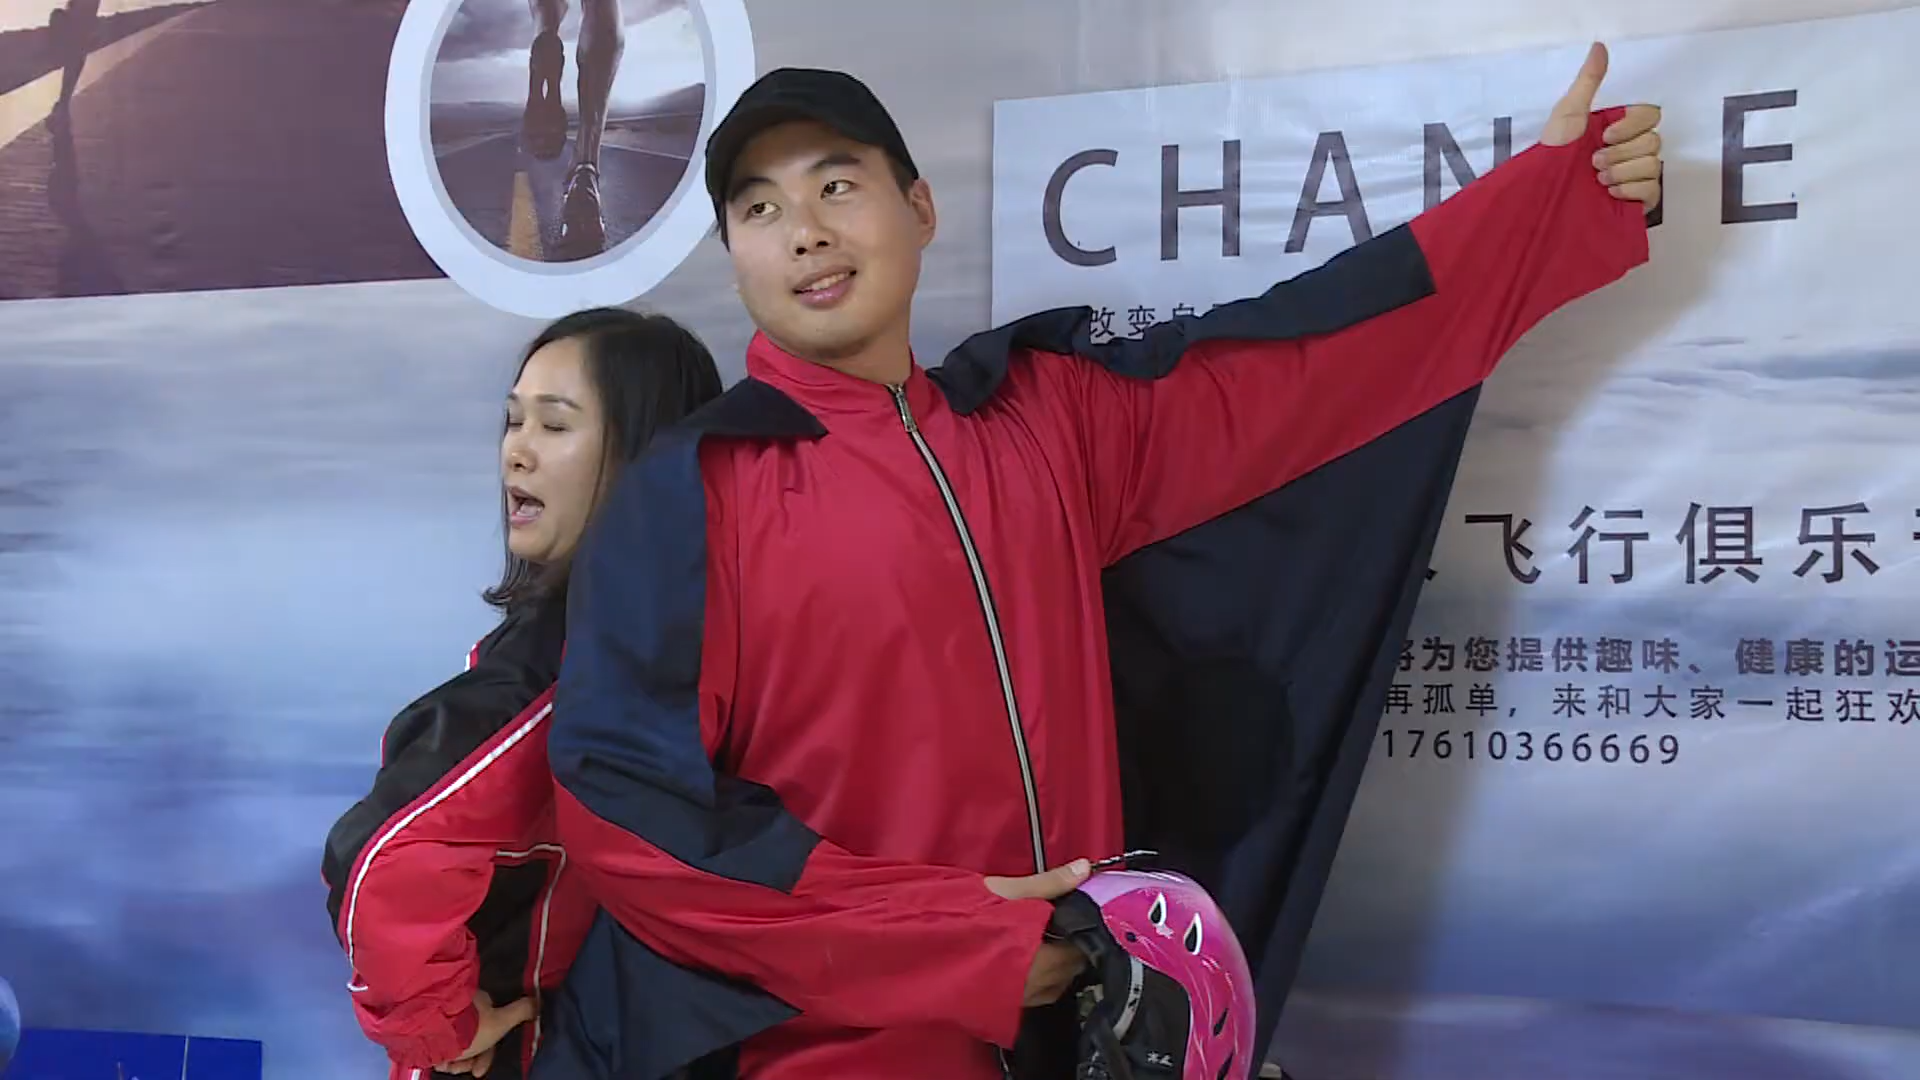 CHAN E
改变自
飞行俱乐
将为您提供趣味、健康的运
再孤单，来和大家一起狂欢
17610366669